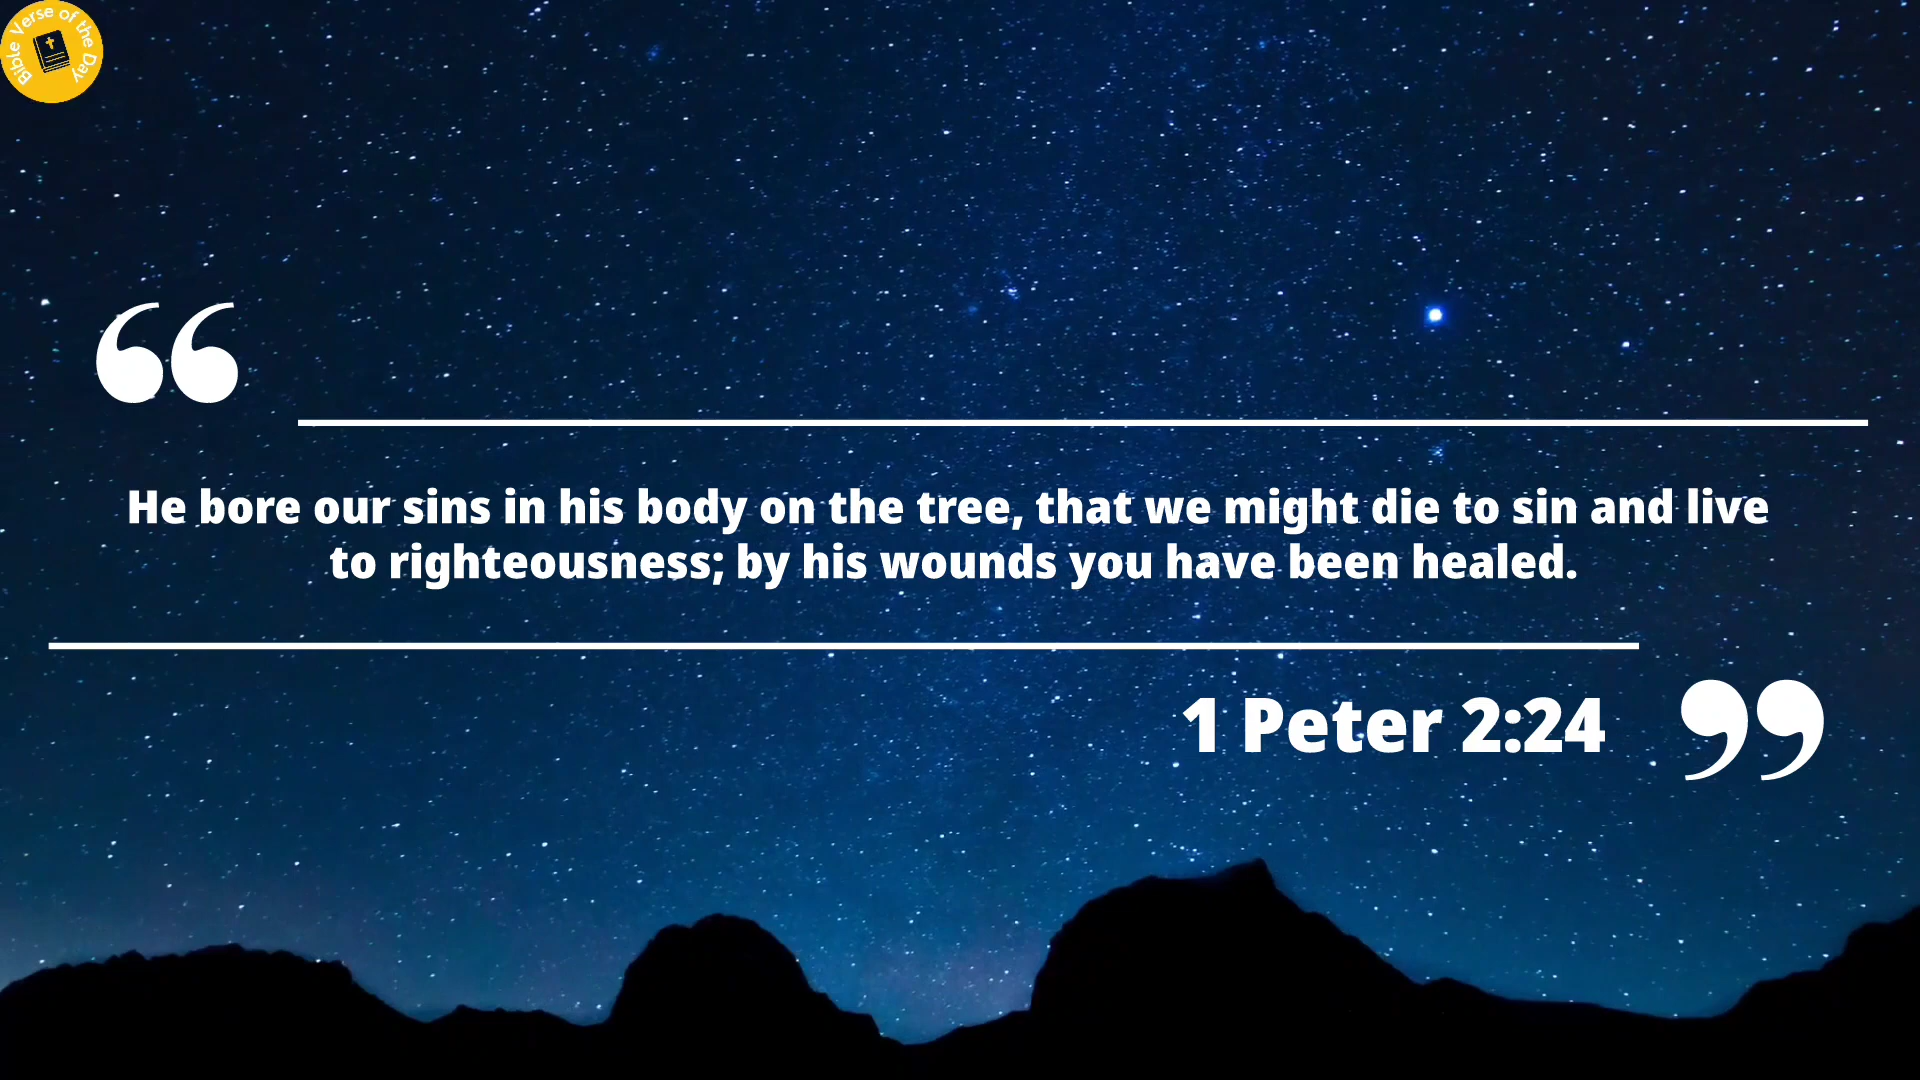 Bible Verse of the Day
“
He bore our sins in his body on the tree, that we might die to sin and live
to righteousness; by his wounds you have been healed.
1 Peter 2:24
”